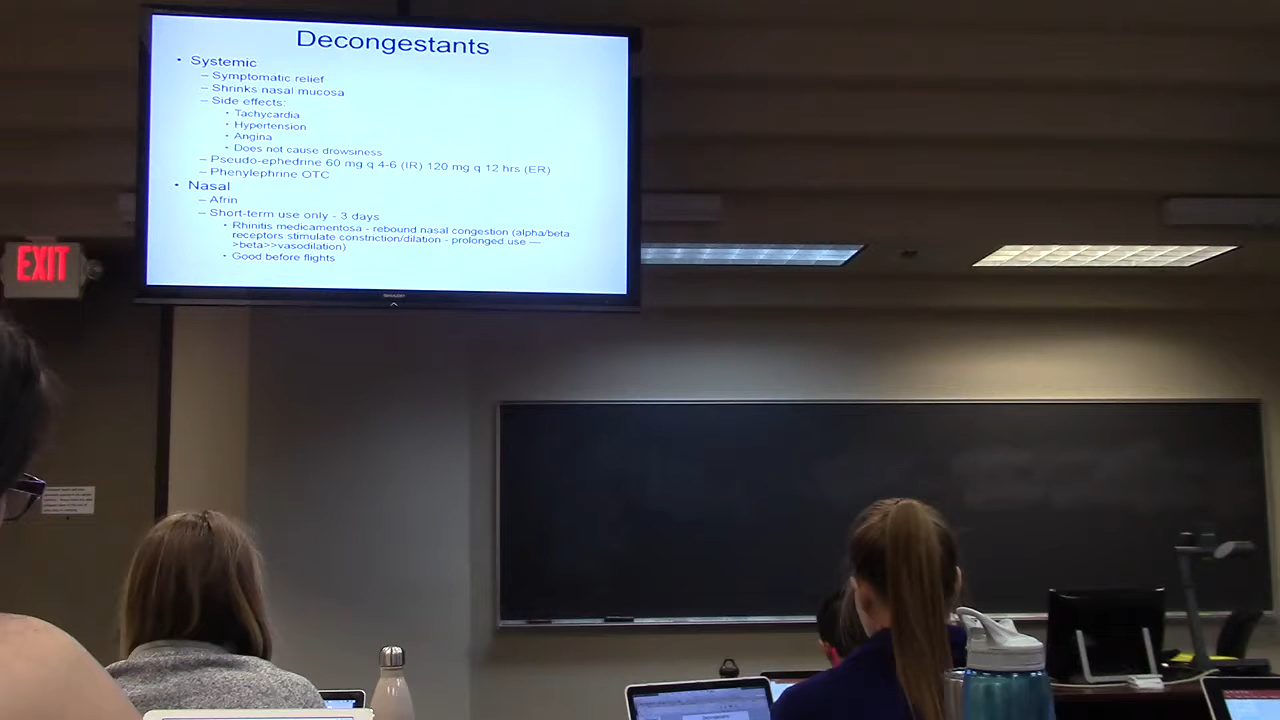 Decongestants
• Systemic
– Symptomatic relief
– Shrinks nasal mucosa
– Side effects:
• Tachycardia
• Hypertension
• Angina
• Does not cause drowsiness
– Pseudo-ephedrine 60 mg q 4-6 (IR) 120 mg q 12 hrs (ER)
– Phenylephrine OTC
• Nasal
– Afrin
– Short-term use only - 3 days
• Rhinitis medicamentosa - rebound nasal congestion (alpha/beta
receptors stimulate constriction/dilation - prolonged use —
>beta>>vasodilation)
• Good before flights
EXIT
SHARP
Decongestants